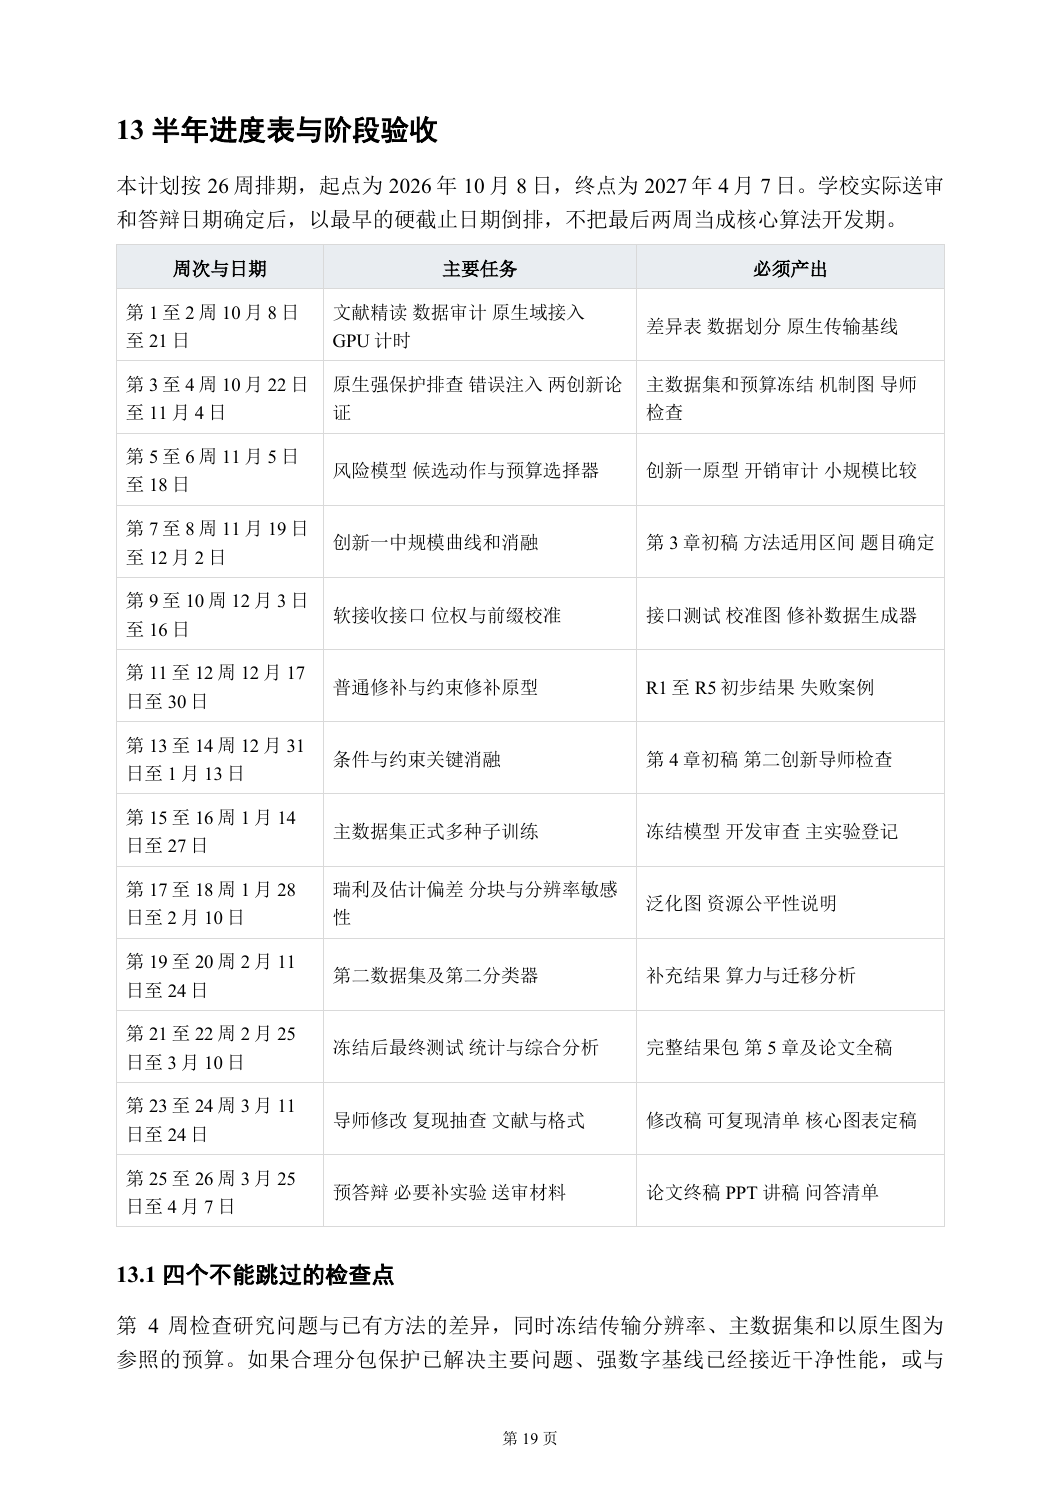 13 半年进度表与阶段验收
本计划按 26 周排期，起点为 2026 年 10 月 8 日，终点为 2027 年 4 月 7 日。学校实际送审
和答辩日期确定后，以最早的硬截止日期倒排，不把最后两周当成核心算法开发期。
周次与日期 主要任务 必须产出
第 1 至 2 周 10 月 8 日
至 21 日
文献精读 数据审计 原生域接入
GPU 计时
差异表 数据划分 原生传输基线
第 3 至 4 周 10 月 22 日
至 11 月 4 日
原生强保护排查 错误注入 两创新论
证
主数据集和预算冻结 机制图 导师
检查
第 5 至 6 周 11 月 5 日
至 18 日
风险模型 候选动作与预算选择器
创新一原型 开销审计 小规模比较
第 7 至 8 周 11 月 19 日
至 12 月 2 日
创新一中规模曲线和消融
第 3 章初稿 方法适用区间 题目确定
第 9 至 10 周 12 月 3 日
至 16 日
软接收接口 位权与前缀校准
接口测试 校准图 修补数据生成器
第 11 至 12 周 12 月 17
日至 30 日
普通修补与约束修补原型
R1 至 R5 初步结果 失败案例
第 13 至 14 周 12 月 31
日至 1 月 13 日
条件与约束关键消融
第 4 章初稿 第二创新导师检查
第 15 至 16 周 1 月 14
日至 27 日
主数据集正式多种子训练
冻结模型 开发审查 主实验登记
第 17 至 18 周 1 月 28
日至 2 月 10 日
瑞利及估计偏差 分块与分辨率敏感
性
泛化图 资源公平性说明
第 19 至 20 周 2 月 11
日至 24 日
第二数据集及第二分类器
补充结果 算力与迁移分析
第 21 至 22 周 2 月 25
日至 3 月 10 日
冻结后最终测试 统计与综合分析
完整结果包 第 5 章及论文全稿
第 23 至 24 周 3 月 11
日至 24 日
导师修改 复现抽查 文献与格式
修改稿 可复现清单 核心图表定稿
第 25 至 26 周 3 月 25
日至 4 月 7 日
预答辩 必要补实验 送审材料
论文终稿 PPT 讲稿 问答清单
13.1 四个不能跳过的检查点
第 4 周检查研究问题与已有方法的差异，同时冻结传输分辨率、主数据集和以原生图为
参照的预算。如果合理分包保护已解决主要问题、强数字基线已经接近干净性能，或与
第 19 页